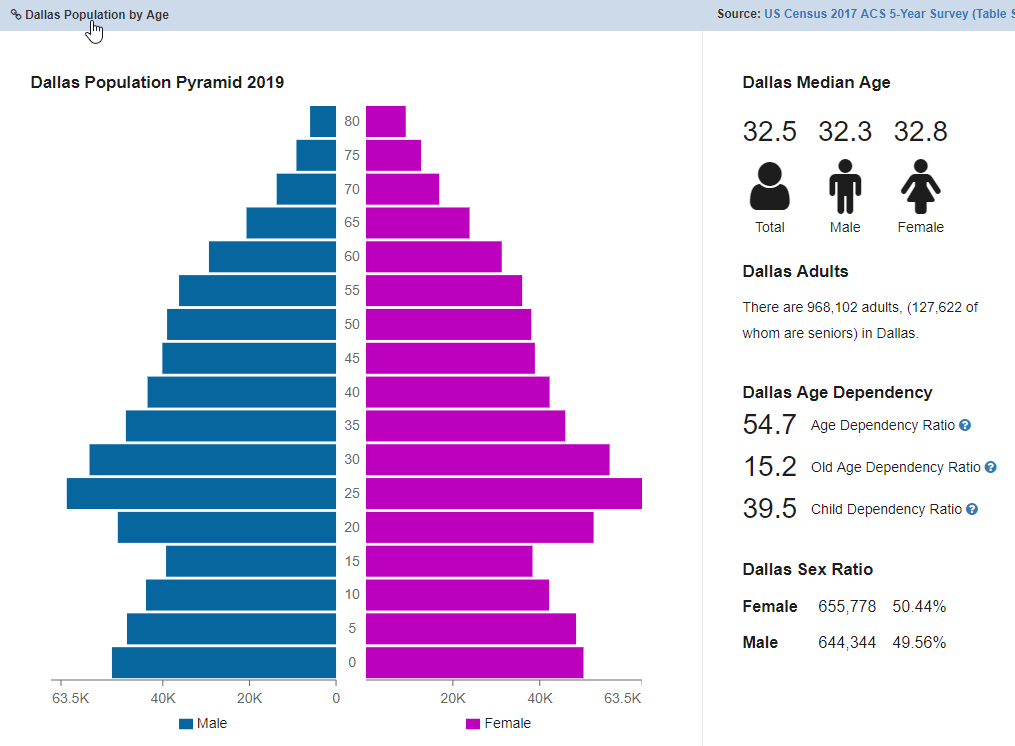 Dallas Population by Age
Source: US Census 2017 ACS 5-Year Survey (Table
Dallas Population Pyramid 2019
80
75
70
65
60
55
50
45
40
35
30
25
20
15
10
5
0
63.5K 40K 20K 0 20K 40K 63.5K
Male Female
Dallas Median Age
32.5 32.3 32.8
Total Male Female
Dallas Adults
There are 968,102 adults, (127,622 of
whom are seniors) in Dallas.
Dallas Age Dependency
54.7 Age Dependency Ratio ?
15.2 Old Age Dependency Ratio ?
39.5 Child Dependency Ratio ?
Dallas Sex Ratio
Female 655,778 50.44%
Male 644,344 49.56%